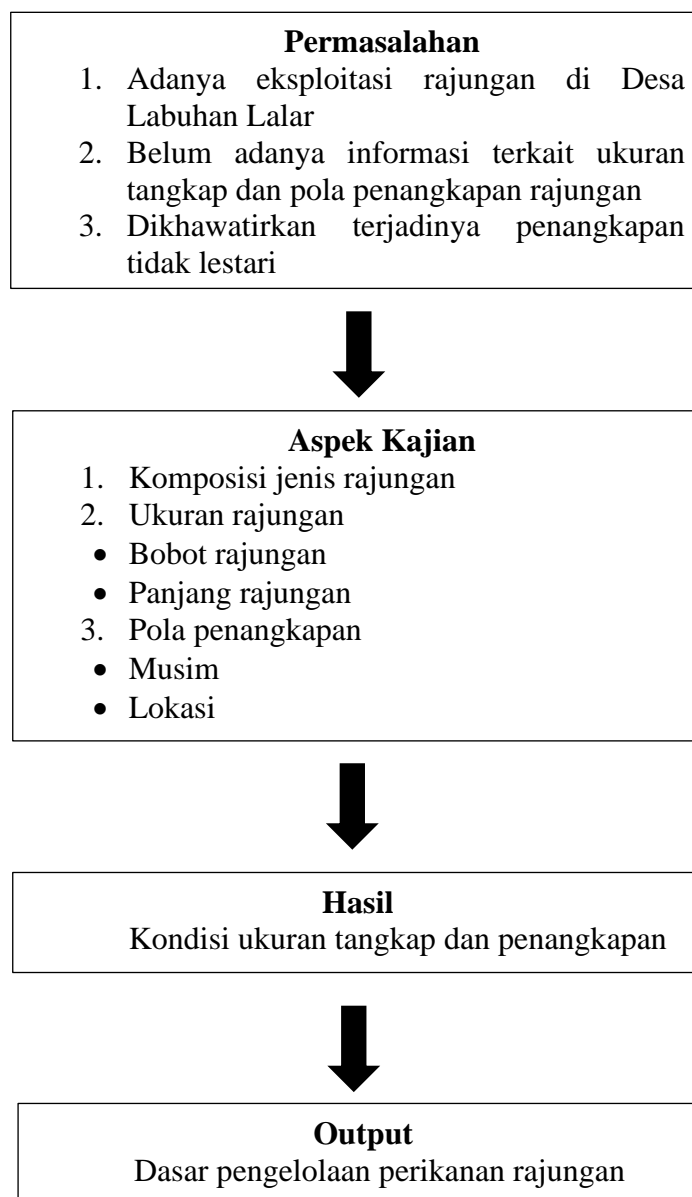 Permasalahan
1. Adanya eksploitasi rajungan di Desa
Labuhan Lalar
2. Belum adanya informasi terkait ukuran
tangkap dan pola penangkapan rajungan
3. Dikhawatirkan terjadinya penangkapan
tidak lestari
Aspek Kajian
1. Komposisi jenis rajungan
2. Ukuran rajungan
• Bobot rajungan
• Panjang rajungan
3. Pola penangkapan
• Musim
• Lokasi
Hasil
Kondisi ukuran tangkap dan penangkapan
Output
Dasar pengelolaan perikanan rajungan